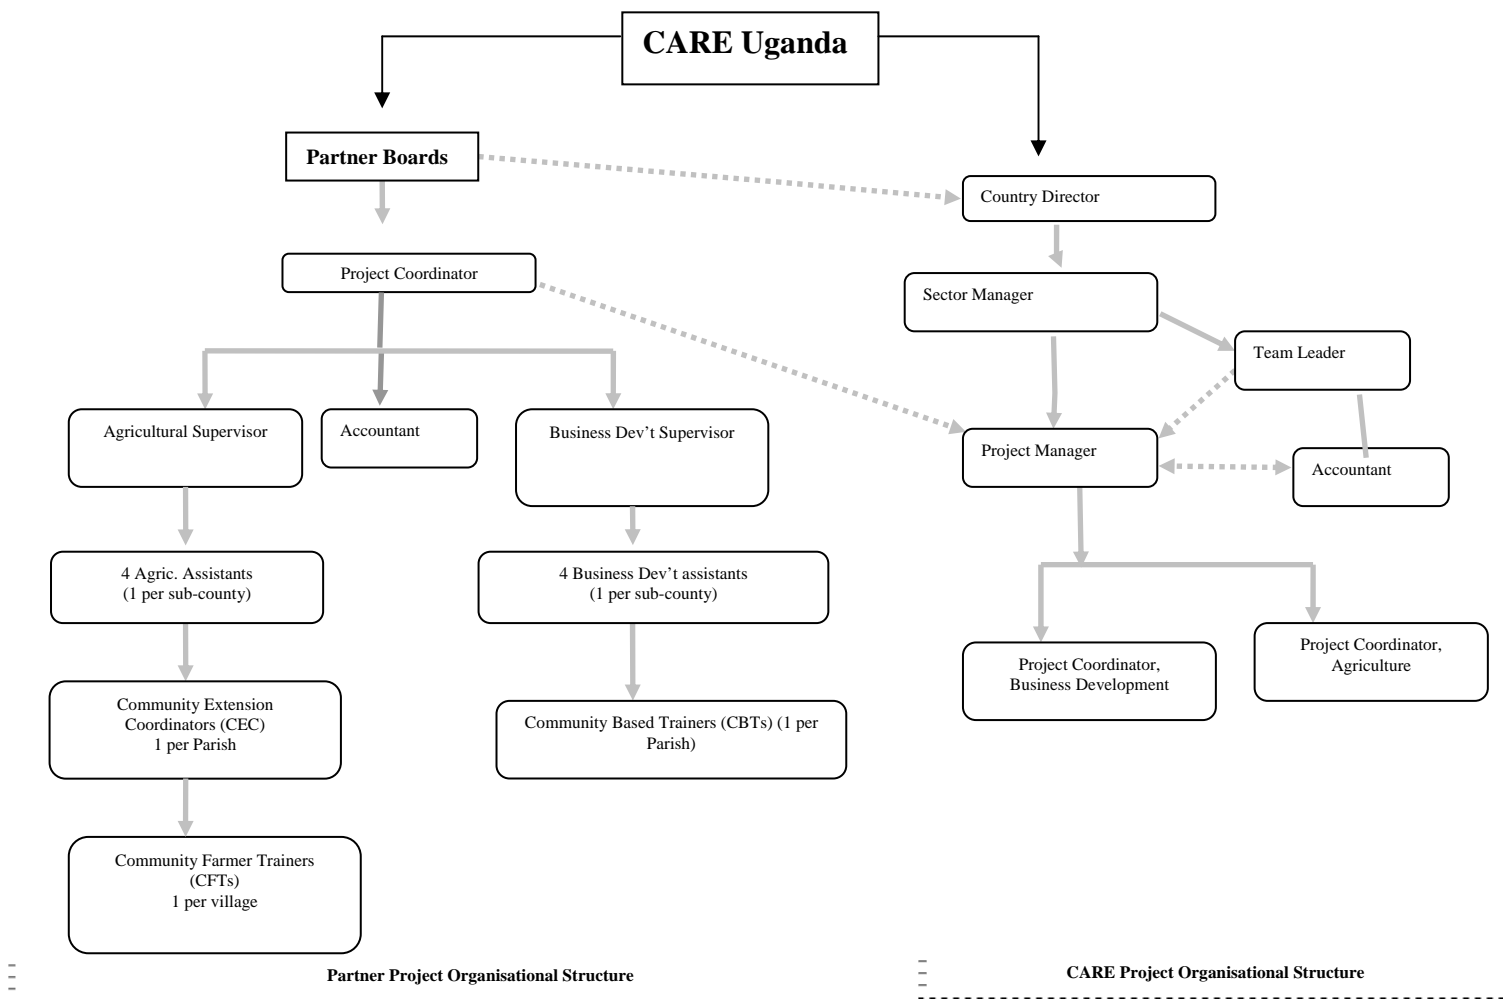 CARE Uganda
Partner Boards
Country Director
Project Coordinator
Sector Manager
Team Leader
Agricultural Supervisor
Accountant
Business Dev't Supervisor
Project Manager
Accountant
4 Agric. Assistants
(1 per sub-county)
4 Business Dev't assistants
(1 per sub-county)
Project Coordinator,
Business Development
Project Coordinator,
Agriculture
Community Extension
Coordinators (CEC)
1 per Parish
Community Based Trainers (CBTs) (1 per
Parish)
Community Farmer Trainers
(CFTs)
1 per village
Partner Project Organisational Structure
CARE Project Organisational Structure